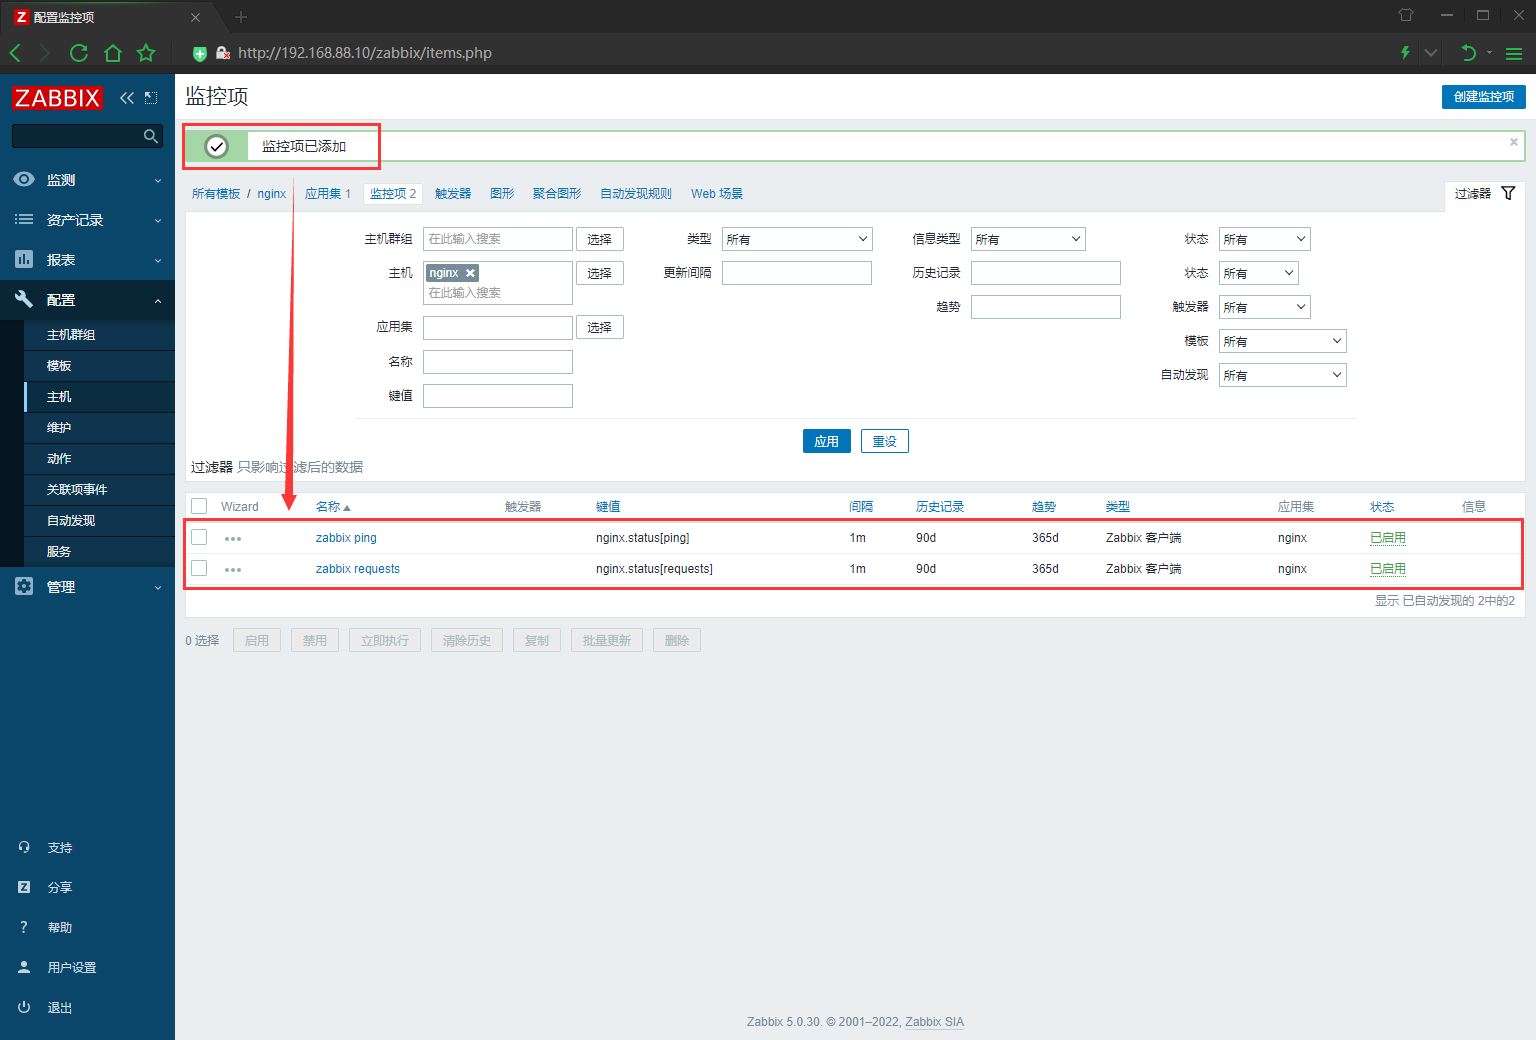 配置监控项
http://192.168.88.10/zabbix/items.php
ZABBIX
监测
资产记录
报表
配置
主机群组
模板
主机
维护
动作
关联项事件
自动发现
服务
管理
支持
分享
帮助
用户设置
退出
监控项
创建监控项
监控项已添加
所有模板 / nginx 应用集 1 监控项 2 触发器 图形 聚合图形 自动发现规则 Web 场景
过滤器
主机群组 在此输入搜索 选择 类型 所有 信息类型 所有 状态 所有
主机 nginx 在此输入搜索 选择 更新间隔 历史记录 状态 所有
趋势 触发器 所有
应用集 选择
模板 所有
名称
自动发现 所有
键值
应用 重设
过滤器 只影响过滤后的数据
Wizard 名称 触发器 键值 间隔 历史记录 趋势 类型 应用集 状态 信息
zabbix ping nginx.status[ping] 1m 90d 365d Zabbix 客户端 nginx 已启用
zabbix requests nginx.status[requests] 1m 90d 365d Zabbix 客户端 nginx 已启用
显示 已自动发现的 2中的2
0 选择 启用 禁用 立即执行 清除历史 复制 批量更新 删除
Zabbix 5.0.30. © 2001–2022, Zabbix SIA